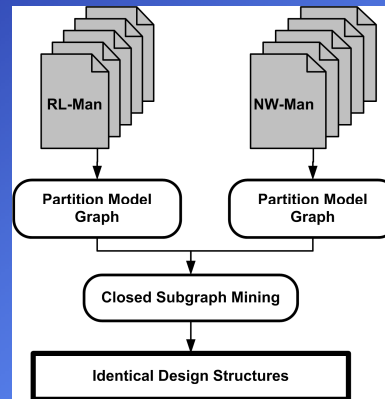 RL-Man
NW-Man
Partition Model
Graph
Partition Model
Graph
Closed Subgraph Mining
Identical Design Structures